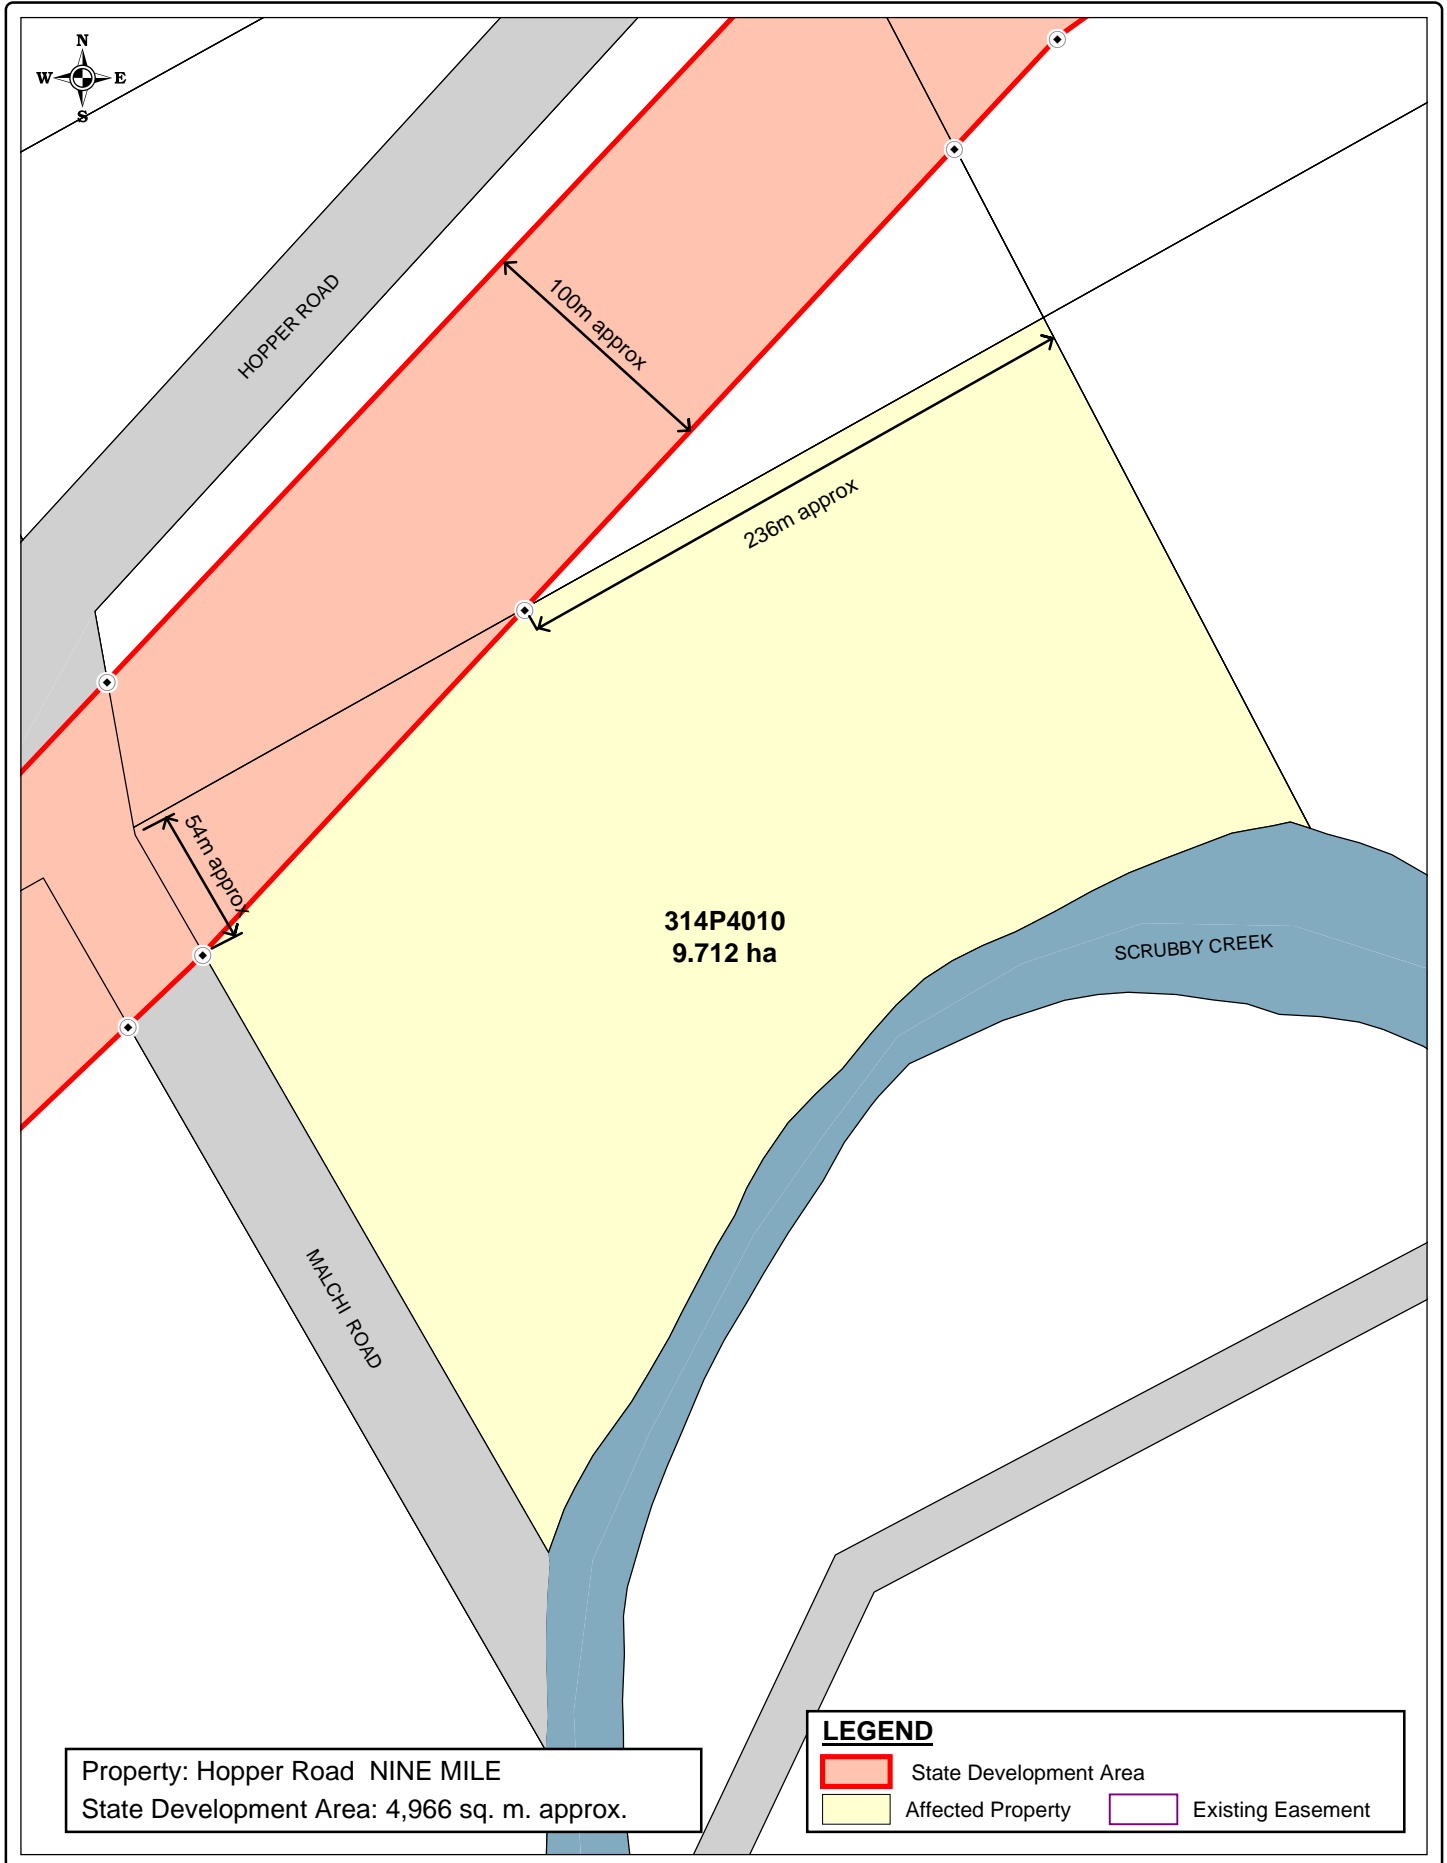 N
W E
S
HOPPER ROAD
100m approx
236m approx
54m approx
314P4010
9.712 ha
SCRUBBY CREEK
MALCHI ROAD
Property: Hopper Road NINE MILE
State Development Area: 4,966 sq. m. approx.
LEGEND
State Development Area
Affected Property Existing Easement